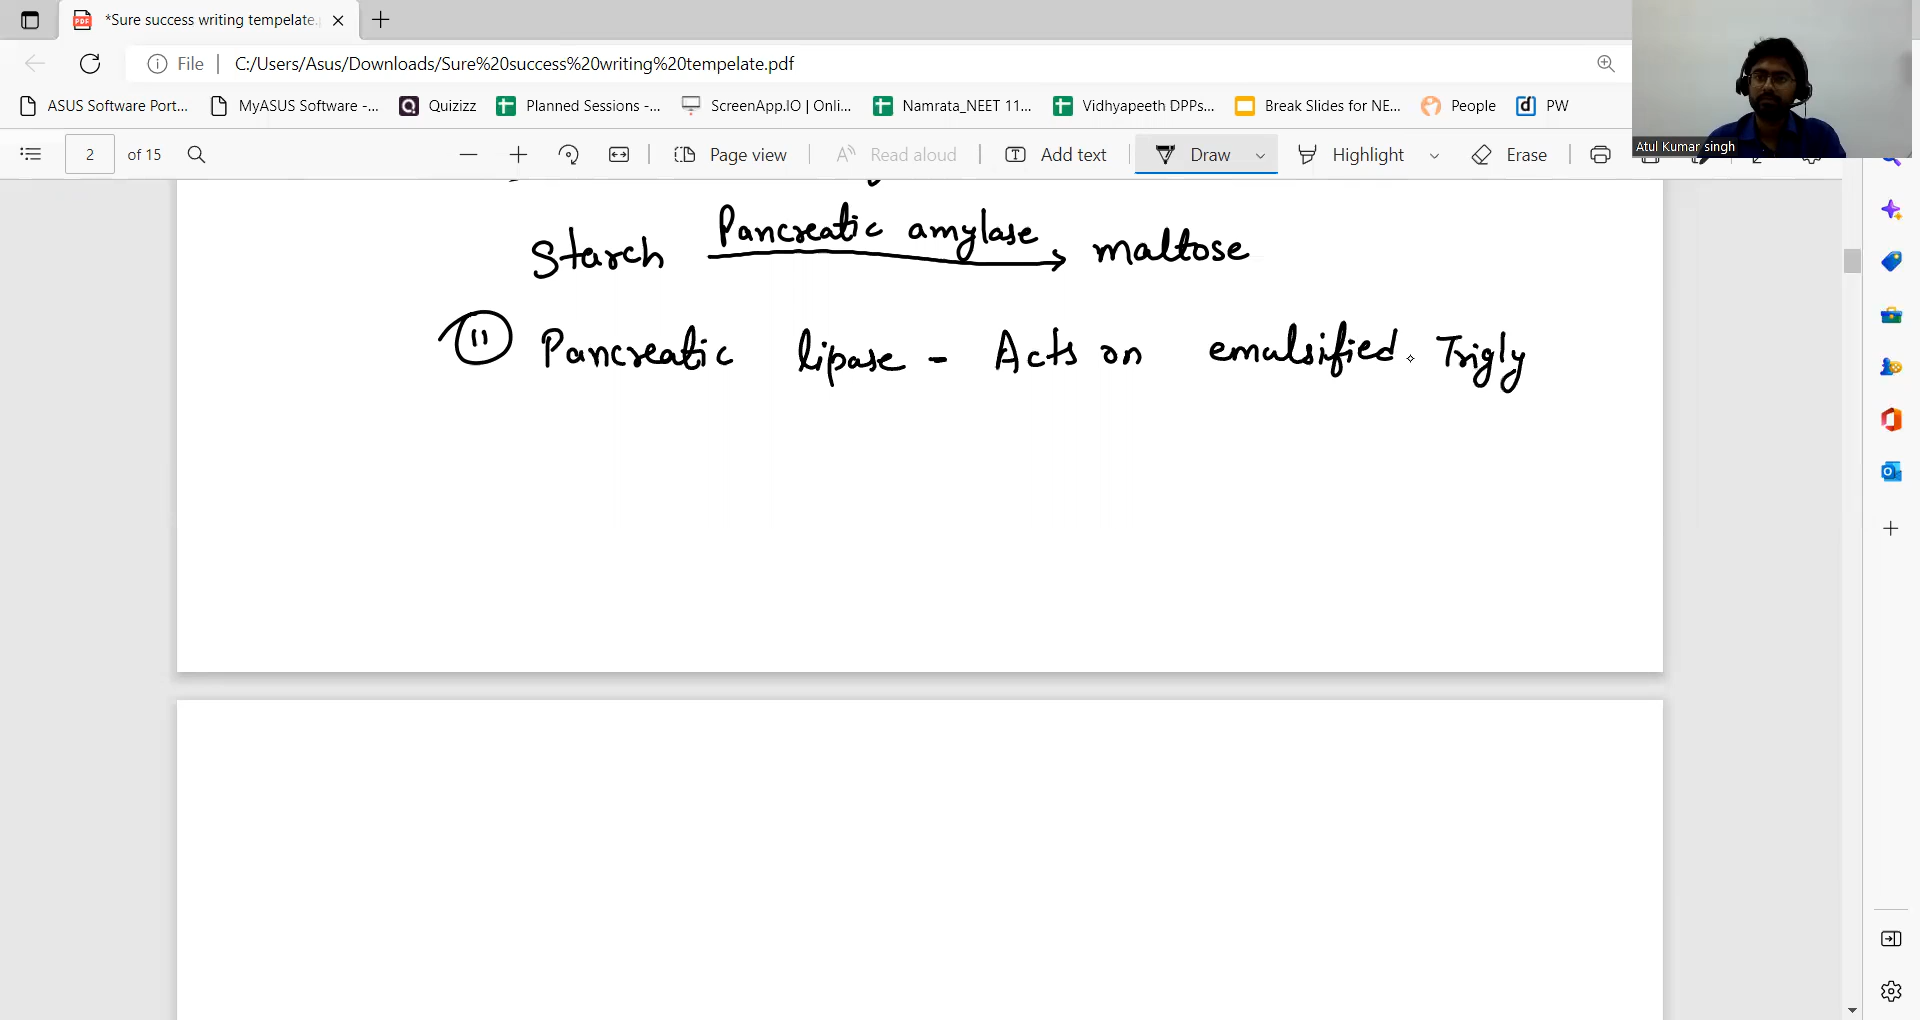 *Sure success writing tempelate.
File | C:/Users/Asus/Downloads/Sure%20success%20writing%20tempelate.pdf
ASUS Software Port... MyASUS Software -... Quizizz Planned Sessions -... ScreenApp.IO | Onli... Namrata_NEET 11... Vidhyapeeth DPPs... Break Slides for NE... People PW
2 of 15 Page view Read aloud Add text Draw Highlight Erase
Atul Kumar singh
Pancreatic amylase
Starch maltose
(11) Pancreatic lipase - Acts on emulsified. Trigly